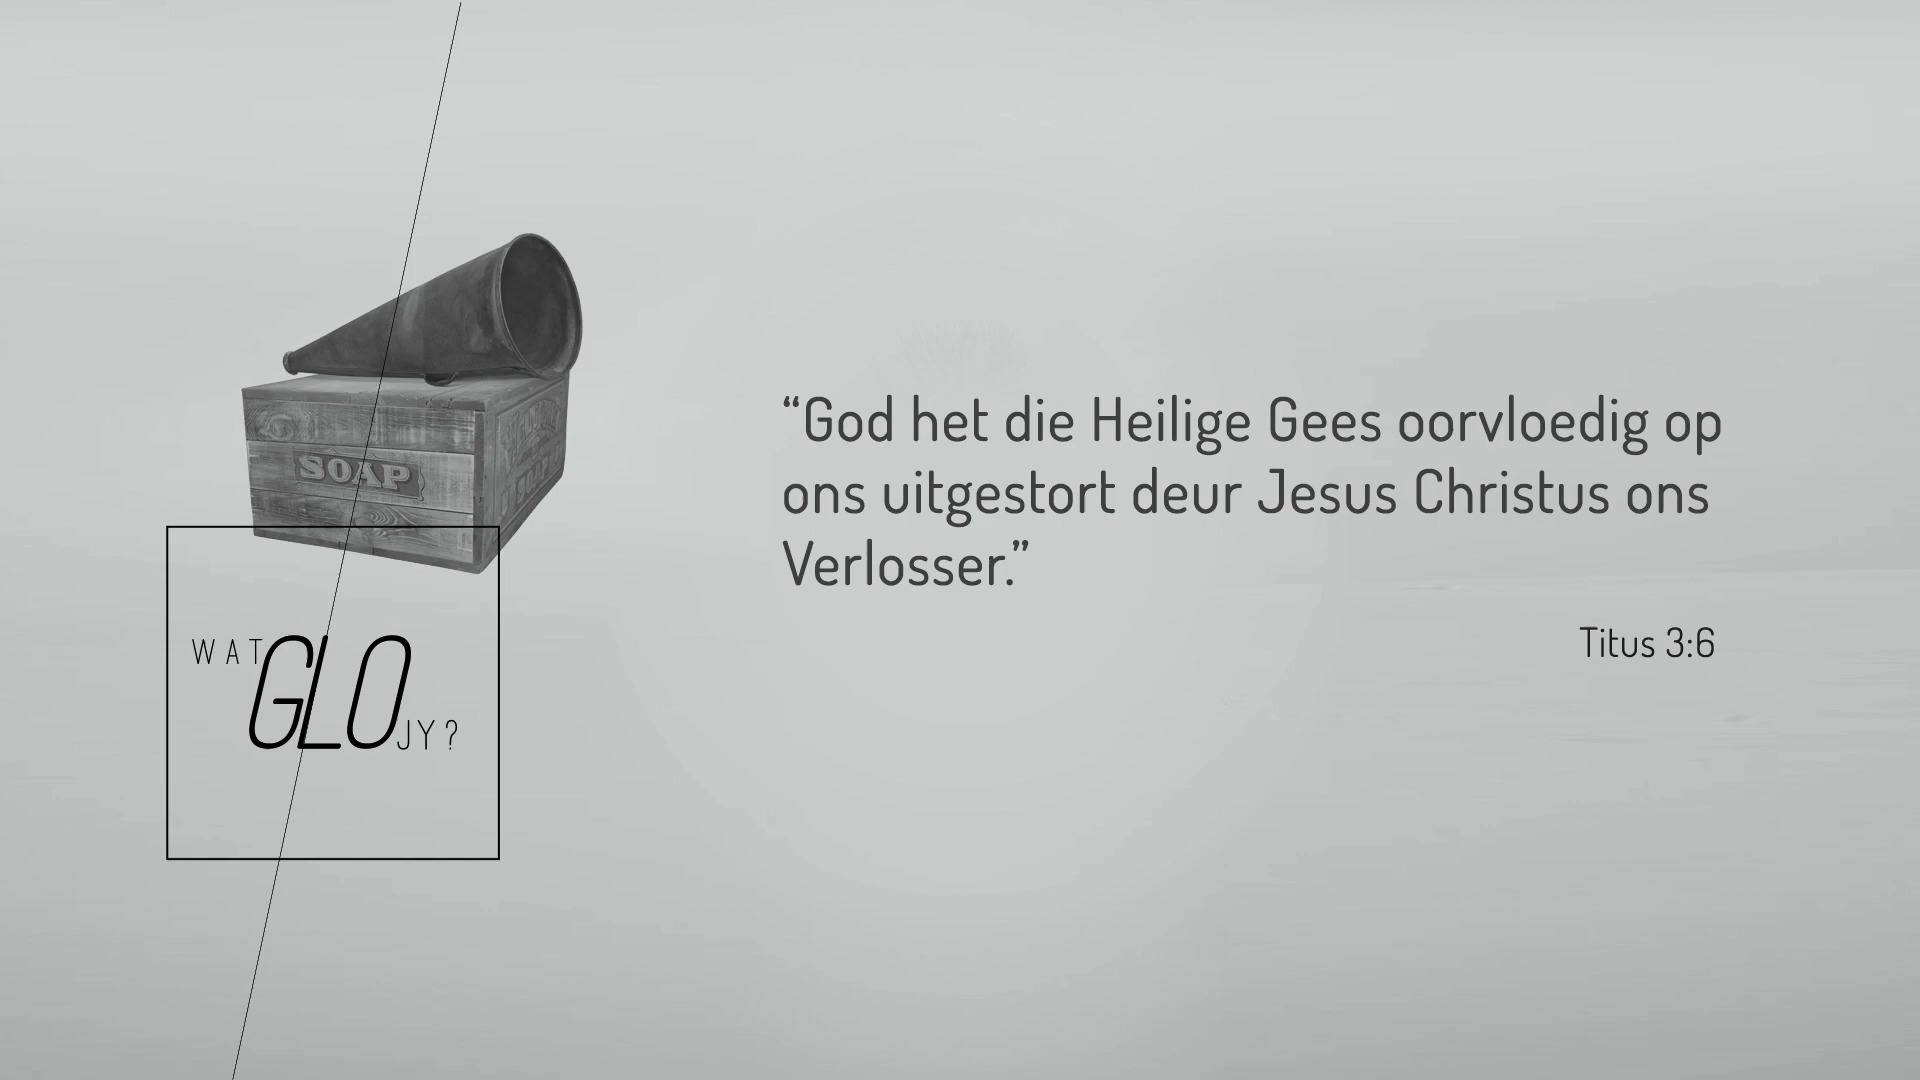 “God het die Heilige Gees oorvloedig op
ons uitgestort deur Jesus Christus ons
Verlosser.”
Titus 3:6
SOAP
WAT
GLO
JY?